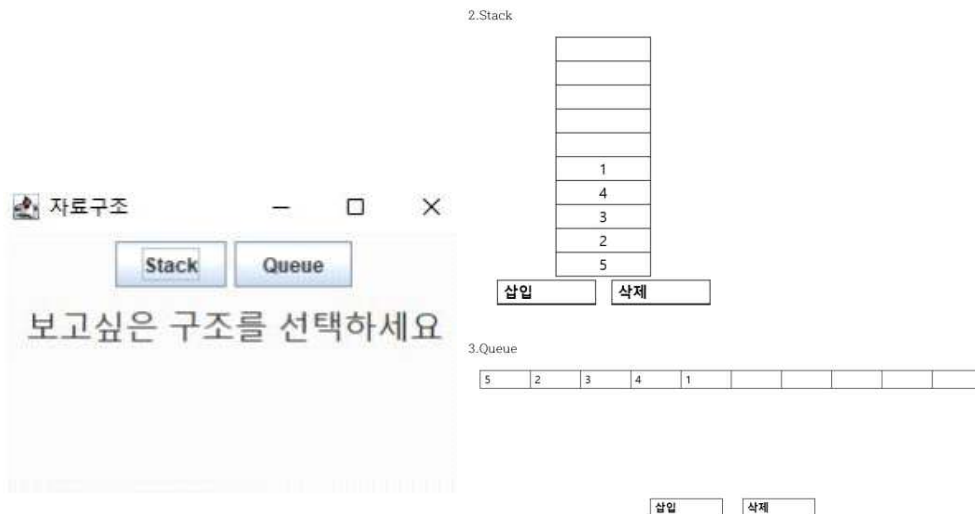 자료구조
Stack Queue
보고싶은 구조를 선택하세요
2.Stack
1
4
3
2
5
삽입 삭제
3.Queue
5 2 3 4 1
삽입 삭제